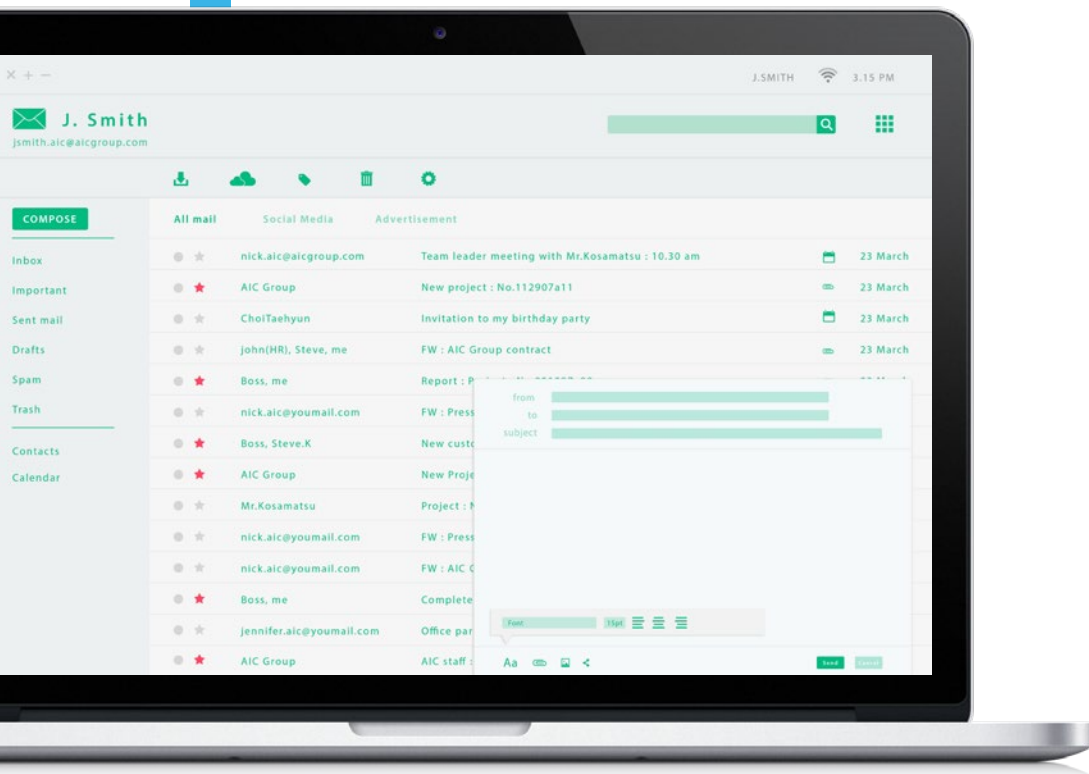 J.SMITH 3.15 PM
J. Smith
jsmith.aic@aicgroup.com
COMPOSE
All mail Social Media Advertisement
Inbox
Important
Sent mail
Drafts
Spam
Trash
Contacts
Calendar
nick.aic@aicgroup.com Team leader meeting with Mr.Kosamatsu : 10.30 am 23 March
AIC Group New project : No.112907a11 23 March
ChoiTaehyun Invitation to my birthday party 23 March
john(HR), Steve, me FW : AIC Group contract 23 March
Boss, me Report :
nick.aic@youmail.com FW : Press
Boss, Steve.K New custo
AIC Group New Proje
Mr.Kosamatsu Project :
nick.aic@youmail.com FW : Press
nick.aic@youmail.com FW : AIC
Boss, me Complete
jennifer.aic@youmail.com Office par
AIC Group AIC staff :
from
to
subject
Font 15pt
Aa
Send Cancel